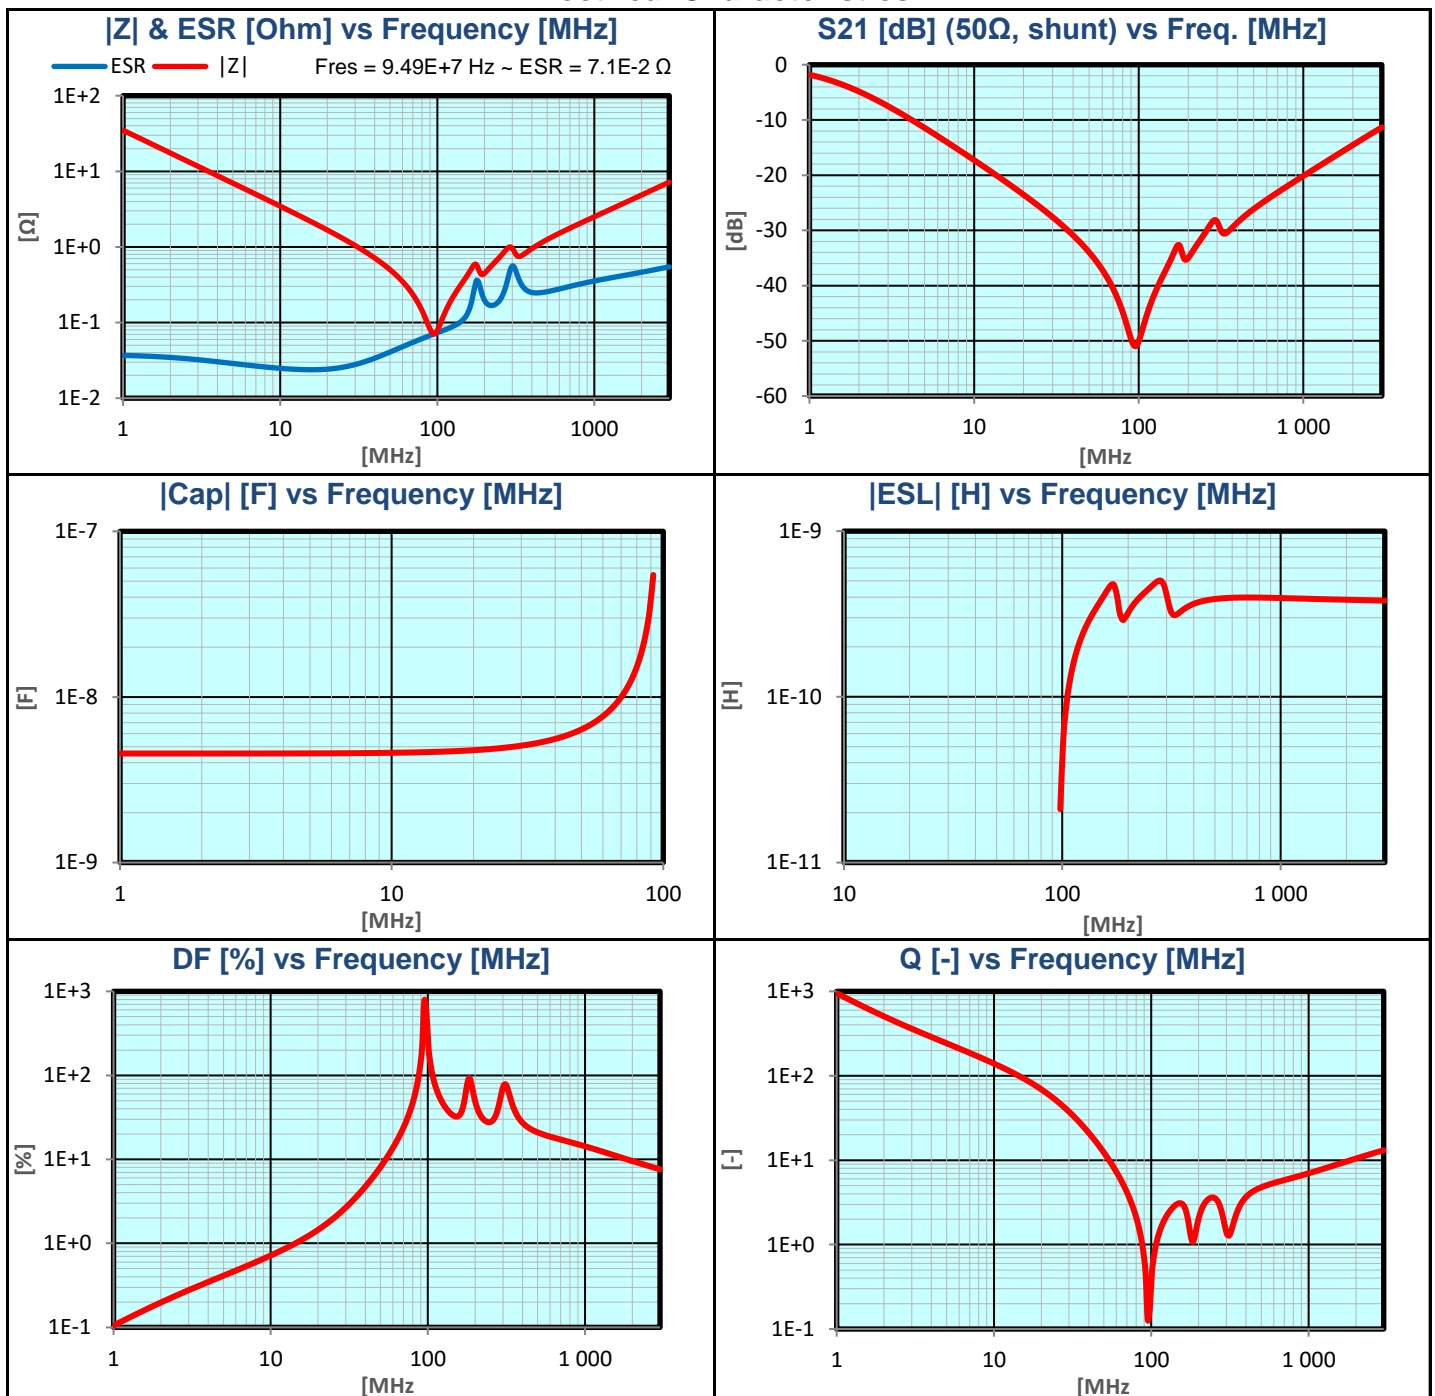 |Z| & ESR [Ohm] vs Frequency [MHz]
ESR |Z| Fres = 9.49E+7 Hz ~ ESR = 7.1E-2 Ω
1E+2
1E+1
1E+0
1E-1
1E-2
[Ω]
1 10 100 1000
[MHz]
S21 [dB] (50Ω, shunt) vs Freq. [MHz]
0
-10
-20
-30
-40
-50
-60
[dB]
1 10 100 1 000
[MHz
|Cap| [F] vs Frequency [MHz]
1E-7
1E-8
1E-9
[F]
1 10 100
[MHz]
|ESL| [H] vs Frequency [MHz]
1E-9
1E-10
1E-11
[H]
10 100 1 000
[MHz]
DF [%] vs Frequency [MHz]
1E+3
1E+2
1E+1
1E+0
1E-1
[%]
1 10 100 1 000
[MHz
Q [-] vs Frequency [MHz]
1E+3
1E+2
1E+1
1E+0
1E-1
[-]
1 10 100 1 000
[MHz